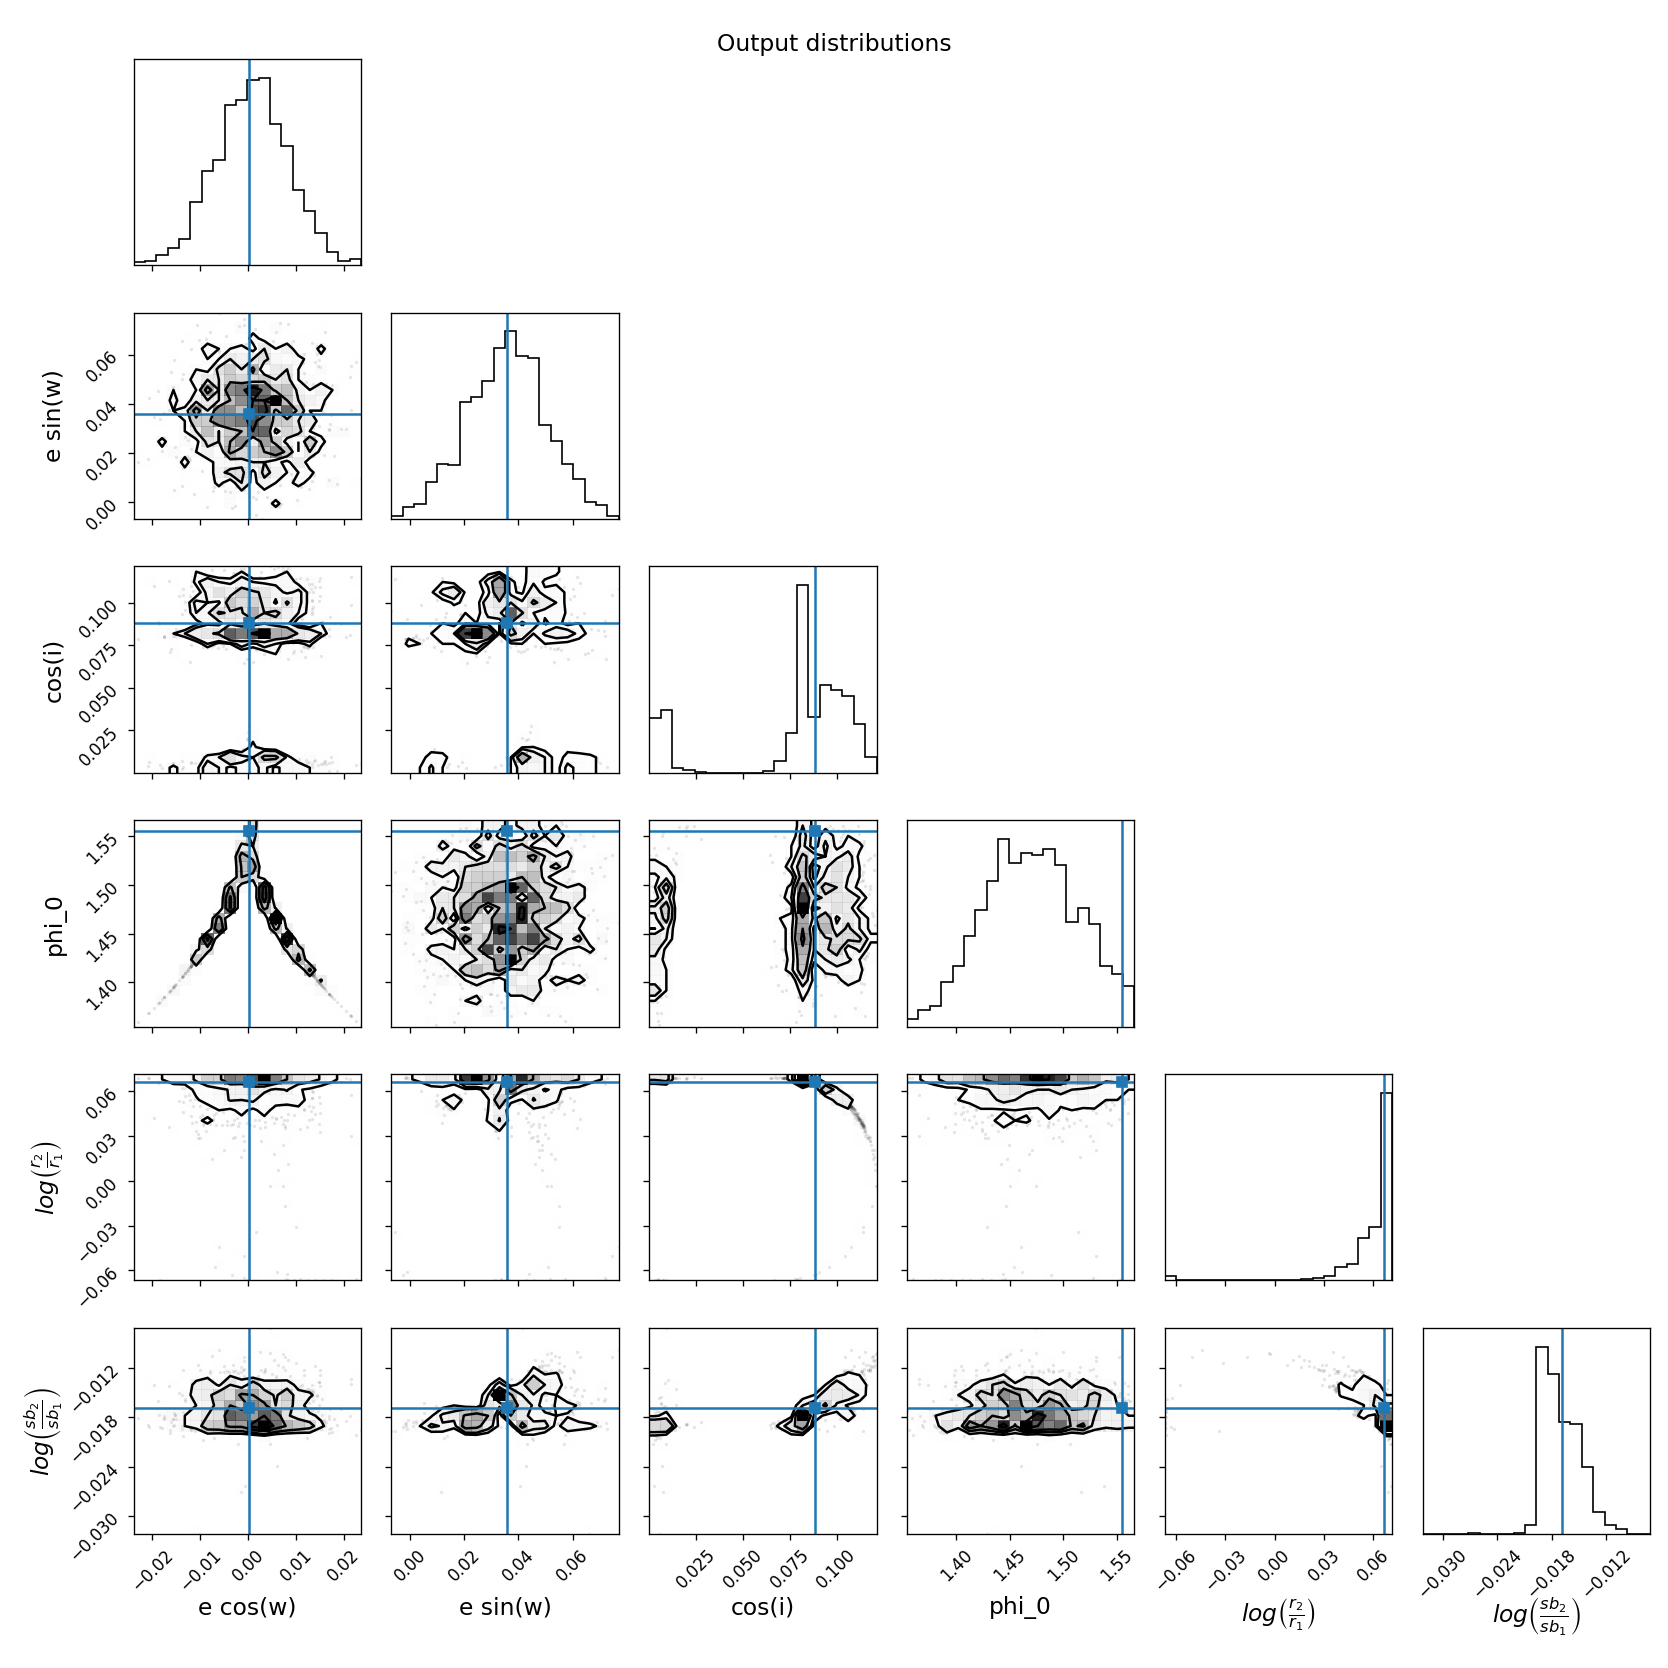 Output distributions
e sin(w)
0.06
0.04
0.02
0.00
cos(i)
0.100
0.075
0.050
0.025
phi_0
1.55
1.50
1.45
1.40
log(r₂/r₁)
0.06
0.03
0.00
−0.03
−0.06
log(sb₂/sb₁)
−0.012
−0.018
−0.024
−0.030
−0.02 −0.01 0.00 0.01 0.02
e cos(w)
0.00 0.02 0.04 0.06
e sin(w)
0.025 0.050 0.075 0.100
cos(i)
1.40 1.45 1.50 1.55
phi_0
−0.06 −0.03 0.00 0.03 0.06
log(r₂/r₁)
−0.030 −0.024 −0.018 −0.012
log(sb₂/sb₁)